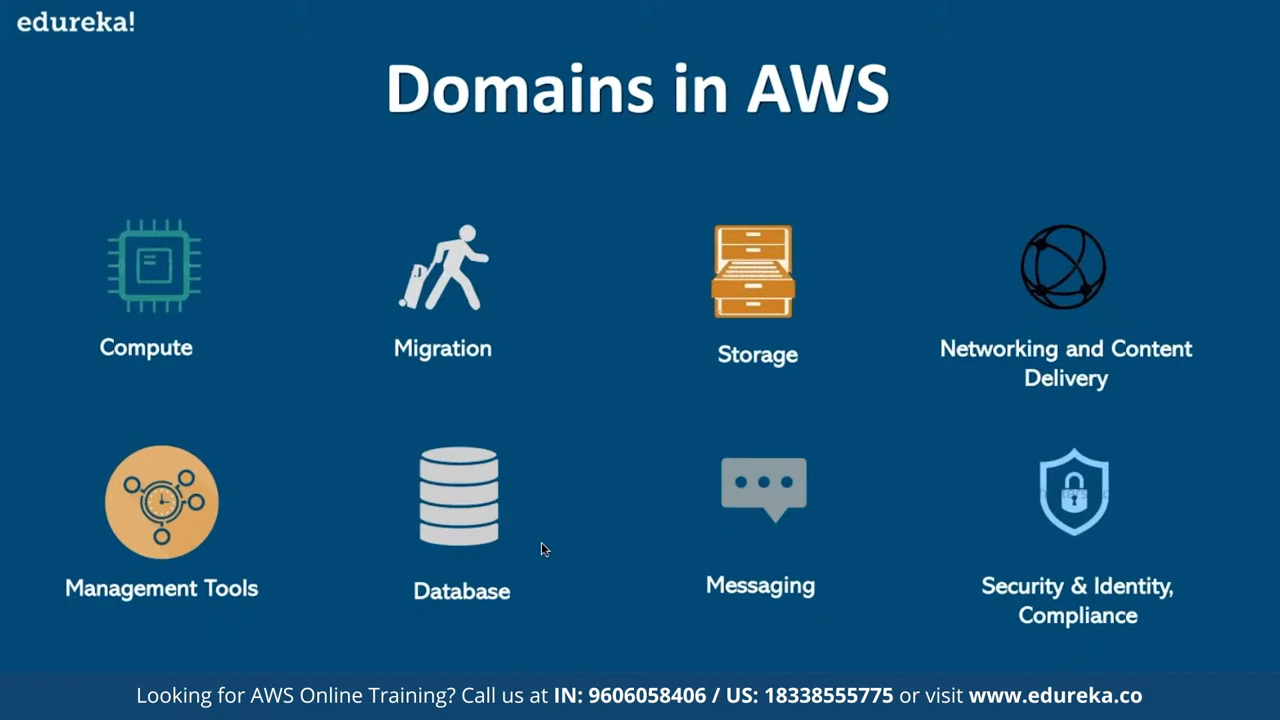 edureka!
Domains in AWS
Compute
Migration
Storage
Networking and Content
Delivery
Management Tools
Database
Messaging
Security & Identity,
Compliance
Looking for AWS Online Training? Call us at IN: 9606058406 / US: 18338555775 or visit www.edureka.co